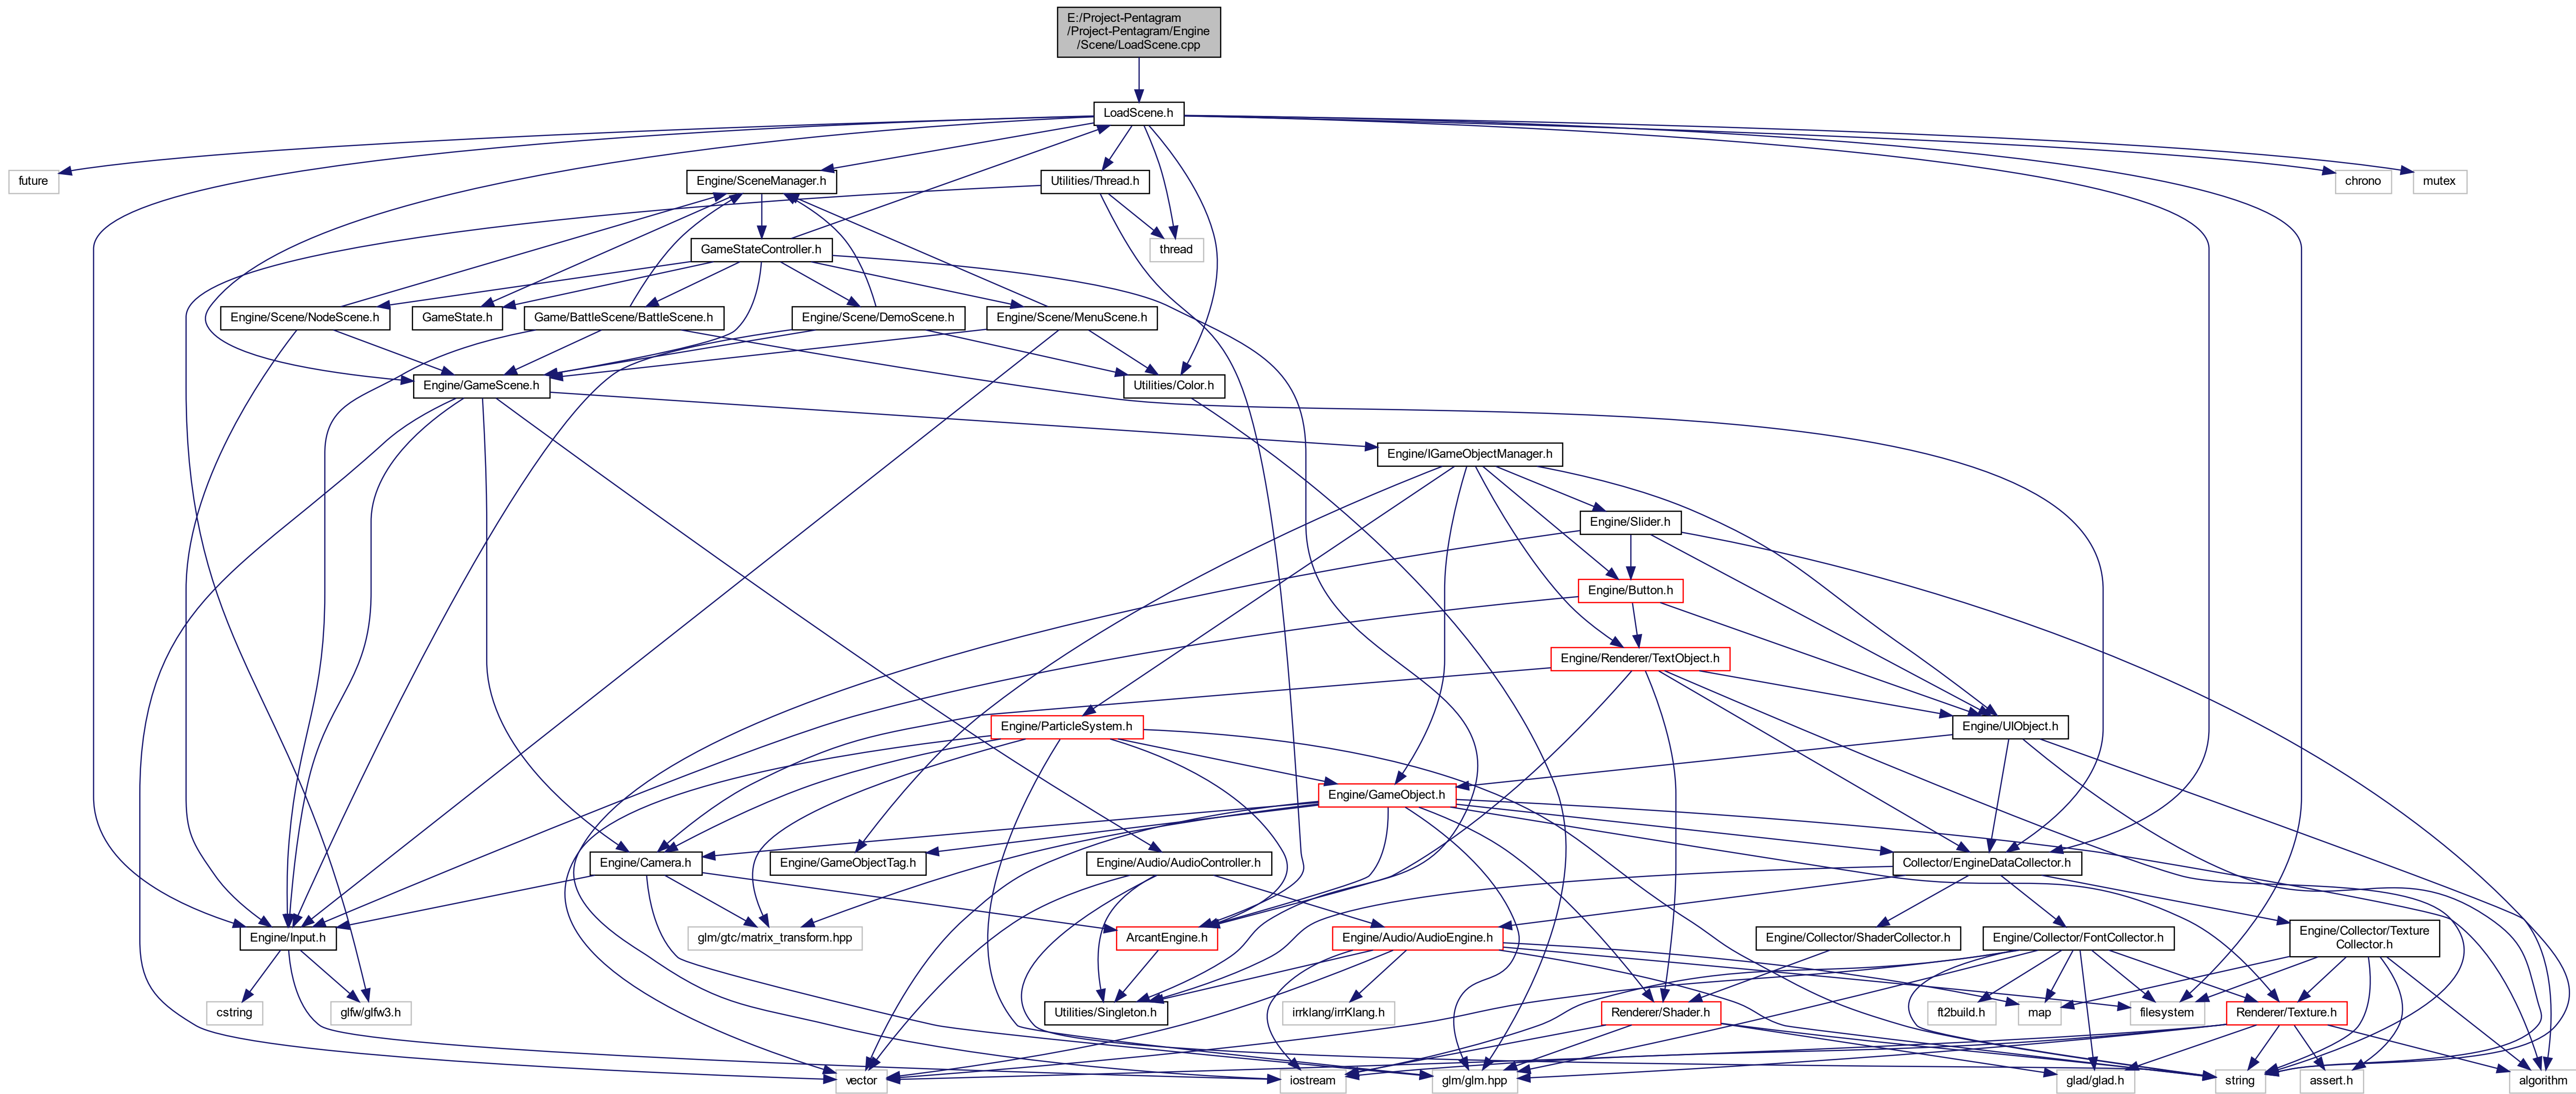 E:/Project-Pentagram
/Project-Pentagram/Engine
/Scene/LoadScene.cpp
LoadScene.h
future
Engine/SceneManager.h
Utilities/Thread.h
chrono
mutex
GameStateController.h
thread
Engine/Scene/NodeScene.h
GameState.h
Game/BattleScene/BattleScene.h
Engine/Scene/DemoScene.h
Engine/Scene/MenuScene.h
Engine/GameScene.h
Utilities/Color.h
Engine/IGameObjectManager.h
Engine/Slider.h
Engine/Button.h
Engine/Renderer/TextObject.h
Engine/ParticleSystem.h
Engine/UIObject.h
Engine/GameObject.h
Engine/Camera.h
Engine/GameObjectTag.h
Engine/Audio/AudioController.h
Collector/EngineDataCollector.h
Engine/Input.h
glm/gtc/matrix_transform.hpp
ArcantEngine.h
Engine/Audio/AudioEngine.h
Engine/Collector/ShaderCollector.h
Engine/Collector/FontCollector.h
Engine/Collector/Texture
Collector.h
cstring
glfw/glfw3.h
Utilities/Singleton.h
irrklang/irrKlang.h
Renderer/Shader.h
ft2build.h
map
filesystem
Renderer/Texture.h
vector
iostream
glm/glm.hpp
glad/glad.h
string
assert.h
algorithm